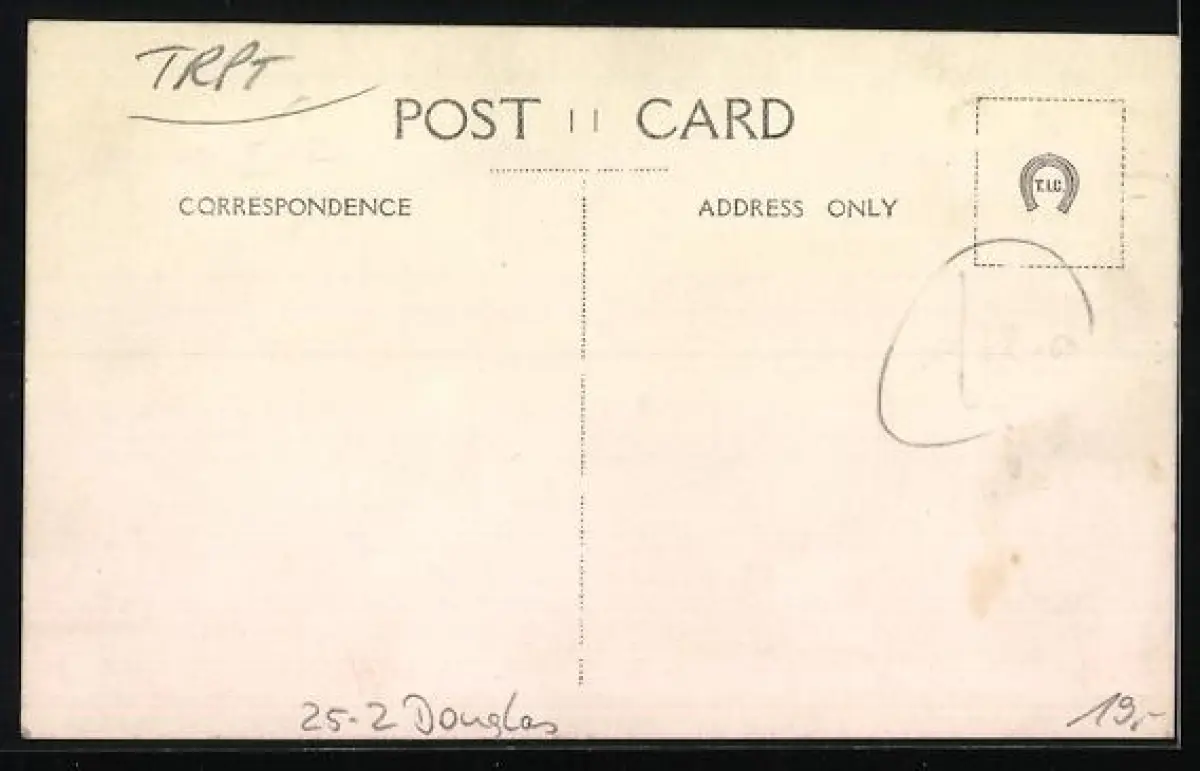 TRPT
POST CARD
CORRESPONDENCE
ADDRESS ONLY
T.I.C.
25-2 Douglas
19,-